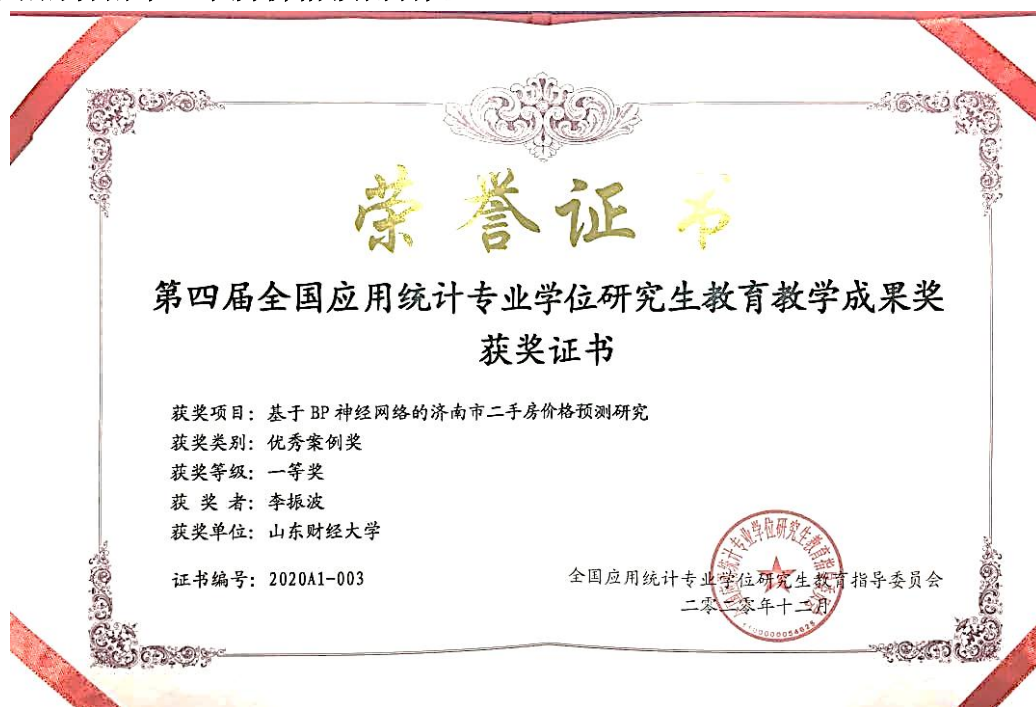 荣誉证书
第四届全国应用统计专业学位研究生教育教学成果奖
获奖证书
获奖项目：基于 BP 神经网络的济南市二手房价格预测研究
获奖类别：优秀案例奖
获奖等级：一等奖
获 奖 者：李振波
获奖单位：山东财经大学
证书编号：2020A1-003
全国应用统计专业学位研究生教育指导委员会
二零二零年十二月